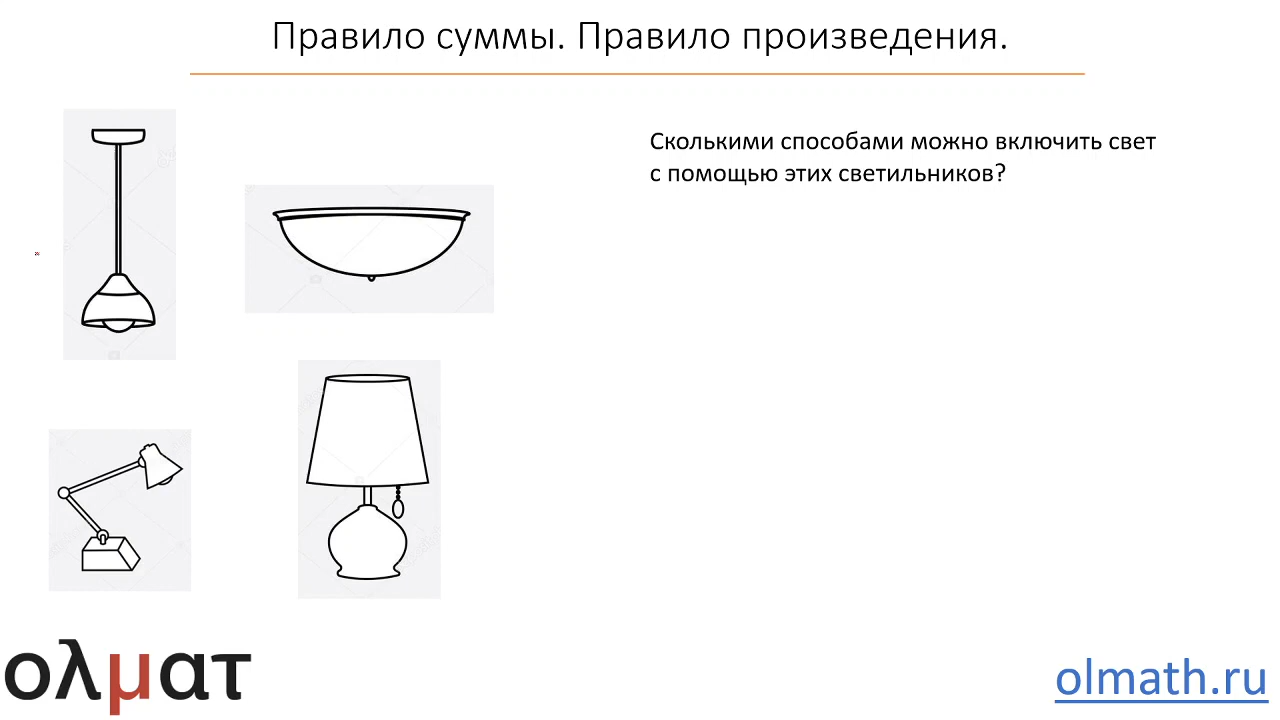 Правило суммы. Правило произведения.
Сколькими способами можно включить свет
с помощью этих светильников?
ολματ
olmath.ru